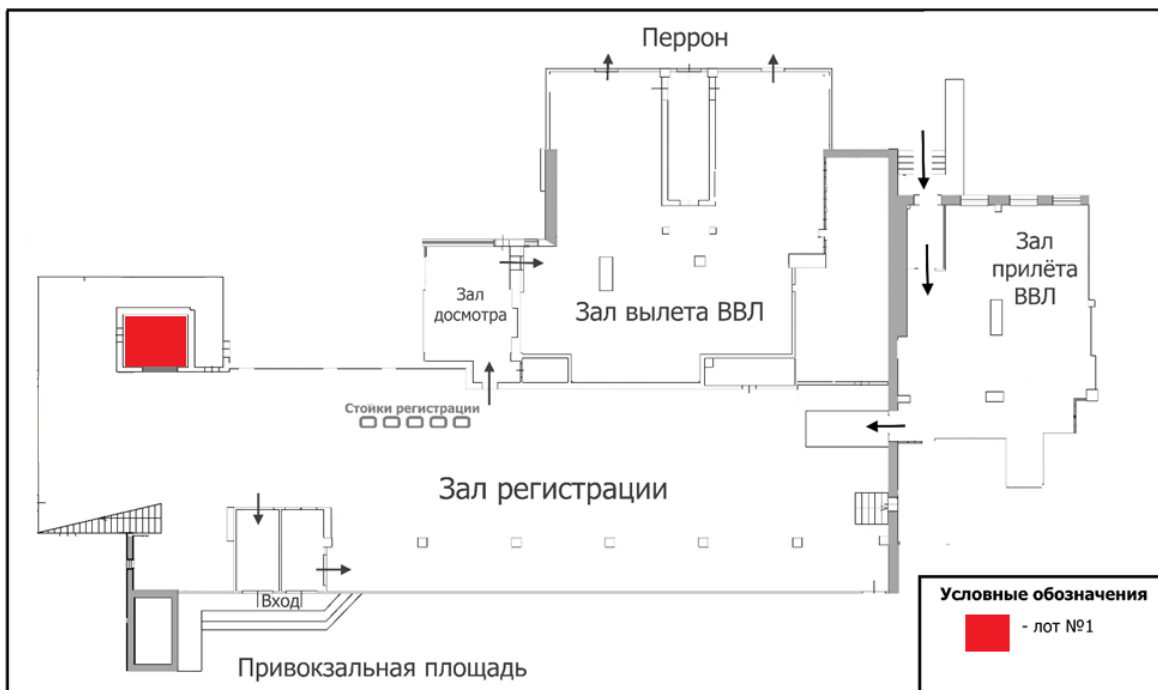 Перрон
Зал
прилёта
ВВЛ
Зал
досмотра
Зал вылета ВВЛ
Стойки регистрации
Зал регистрации
Вход
Привокзальная площадь
Условные обозначения
- лот №1